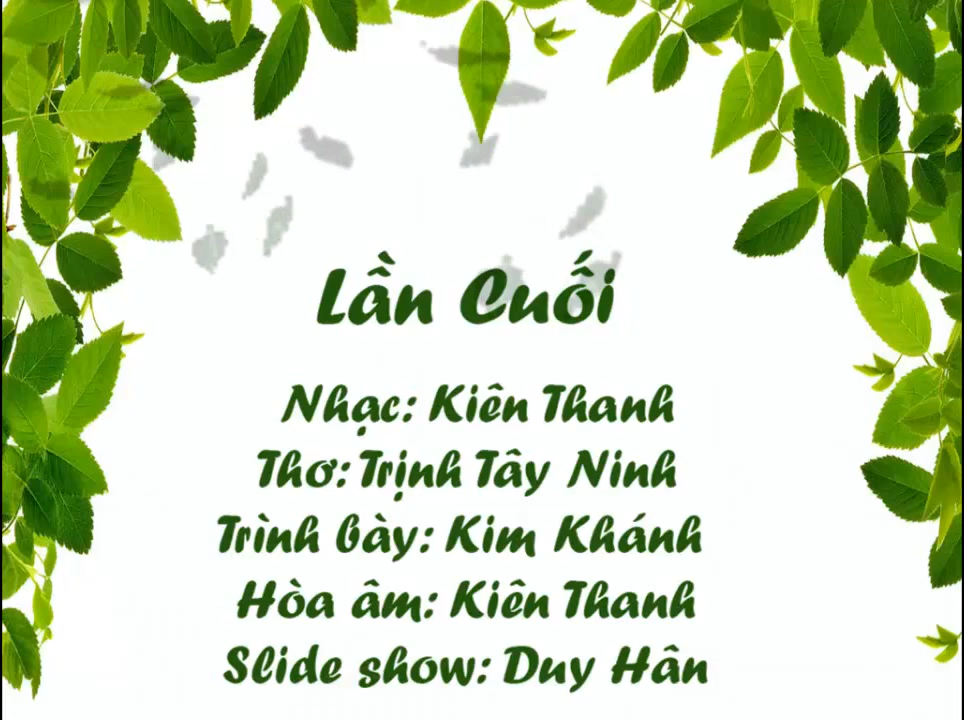 Lần Cuối
Nhạc: Kiên Thanh
Thơ: Trịnh Tây Ninh
Trình bày: Kim Khánh
Hòa âm: Kiên Thanh
Slide show: Duy Hân